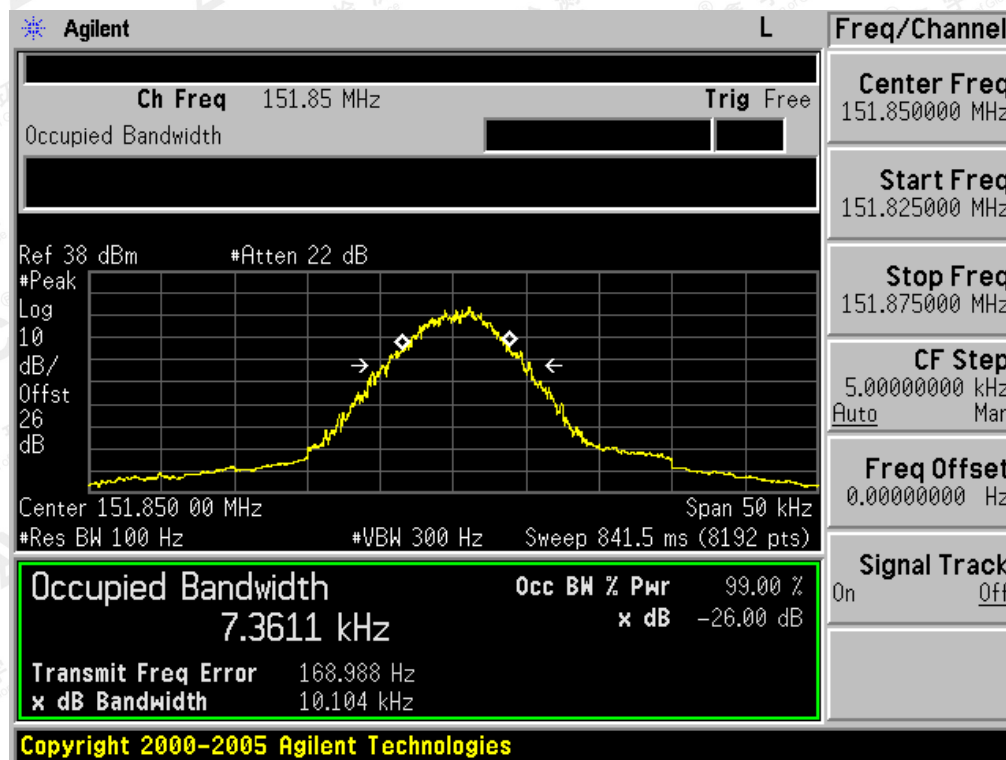 Agilent L Freq/Channel
Ch Freq 151.85 MHz Trig Free
Occupied Bandwidth
Center Freq
151.850000 MHz
Start Freq
151.825000 MHz
Stop Freq
151.875000 MHz
CF Step
5.00000000 kHz
Auto Man
Freq Offset
0.00000000 Hz
Signal Track
On Off
Ref 38 dBm #Atten 22 dB
#Peak
Log
10
dB/
Offst
26
dB
Center 151.850 00 MHz Span 50 kHz
#Res BW 100 Hz #VBW 300 Hz Sweep 841.5 ms (8192 pts)
Occupied Bandwidth Occ BW % Pwr 99.00 %
7.3611 kHz x dB -26.00 dB
Transmit Freq Error 168.988 Hz
x dB Bandwidth 10.104 kHz
Copyright 2000-2005 Agilent Technologies